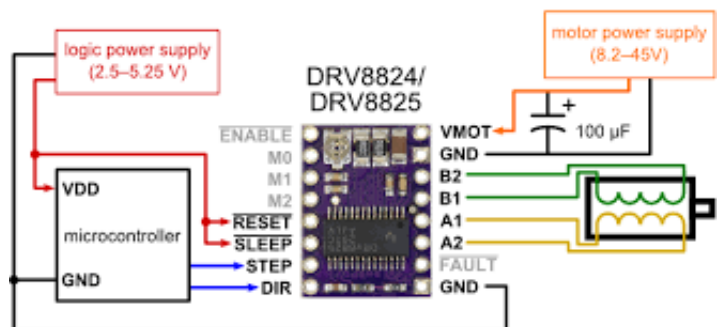 logic power supply
(2.5–5.25 V)
motor power supply
(8.2–45V)
DRV8824/
DRV8825
ENABLE
M0
M1
M2
RESET
SLEEP
STEP
DIR
VMOT
GND
B2
B1
A1
A2
FAULT
GND
+
100 µF
VDD
microcontroller
GND